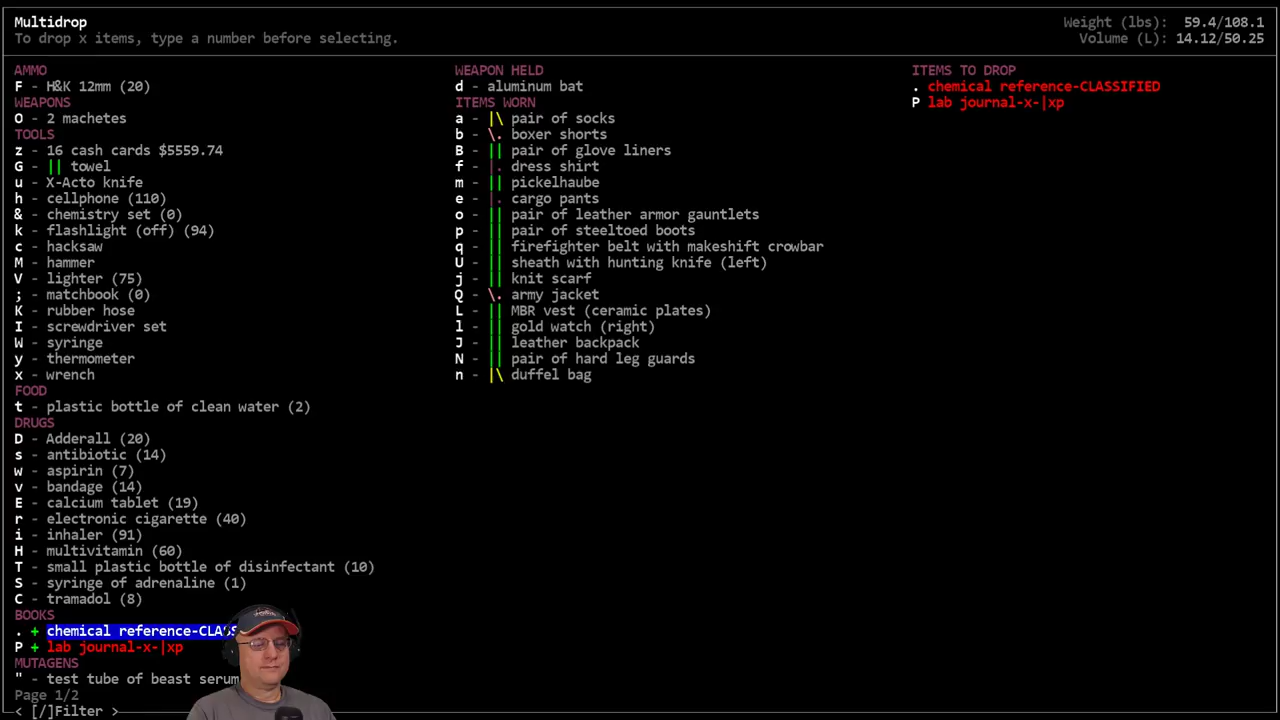 Multidrop
To drop x items, type a number before selecting.
Weight (lbs): 59.4/108.1
Volume (L): 14.12/50.25
AMMO
F - H&K 12mm (20)
WEAPONS
O - 2 machetes
TOOLS
z - 16 cash cards $5559.74
G - || towel
u - X-Acto knife
h - cellphone (110)
& - chemistry set (0)
k - flashlight (off) (94)
c - hacksaw
M - hammer
V - lighter (75)
; - matchbook (0)
K - rubber hose
I - screwdriver set
W - syringe
y - thermometer
x - wrench
FOOD
t - plastic bottle of clean water (2)
DRUGS
D - Adderall (20)
s - antibiotic (14)
w - aspirin (7)
v - bandage (14)
E - calcium tablet (19)
r - electronic cigarette (40)
i - inhaler (91)
H - multivitamin (60)
T - small plastic bottle of disinfectant (10)
S - syringe of adrenaline (1)
C - tramadol (8)
BOOKS
. + chemical reference-CLAS
P + lab journal-x-|xp
MUTAGENS
" - test tube of beast serum
Page 1/2
< [/]Filter >
WEAPON HELD
d - aluminum bat
ITEMS WORN
a - |\ pair of socks
b - \. boxer shorts
B - || pair of glove liners
f - |. dress shirt
m - || pickelhaube
e - |. cargo pants
o - || pair of leather armor gauntlets
p - || pair of steeltoed boots
q - || firefighter belt with makeshift crowbar
U - || sheath with hunting knife (left)
j - || knit scarf
Q - \. army jacket
L - || MBR vest (ceramic plates)
l - || gold watch (right)
J - || leather backpack
N - || pair of hard leg guards
n - |\ duffel bag
ITEMS TO DROP
. chemical reference-CLASSIFIED
P lab journal-x-|xp